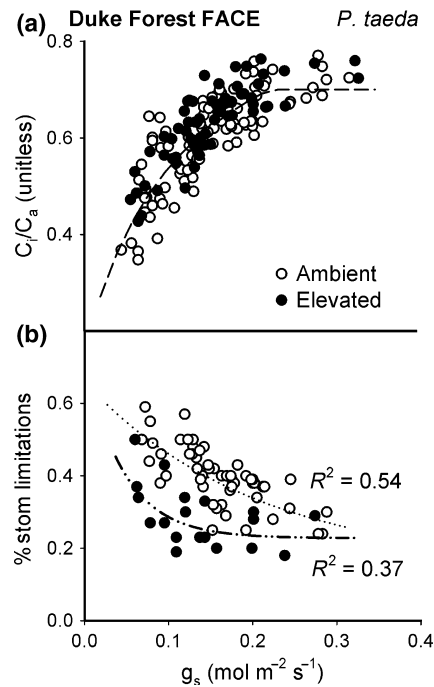 (a) Duke Forest FACE P. taeda
0.8
0.6
0.4
Cᵢ/Cₐ (unitless)
Ambient
Elevated
(b)
0.6
0.4
0.2
0.0
% stom limitations
R² = 0.54
R² = 0.37
0.0 0.1 0.2 0.3 0.4
gₛ (mol m⁻² s⁻¹)